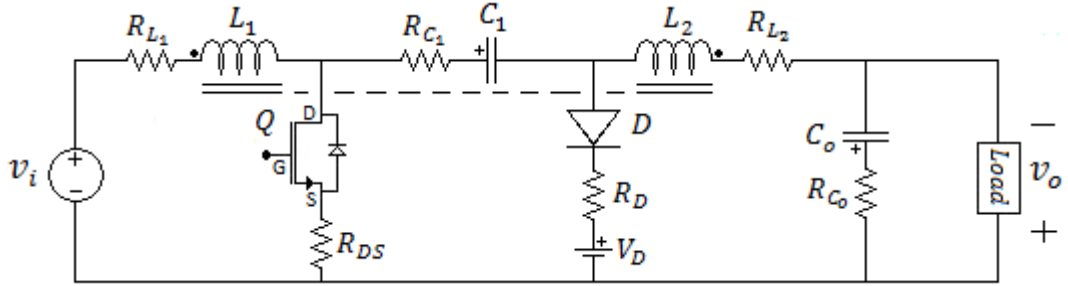 R_{L_1} L_1 R_{C_1} C_1 L_2 R_{L_2}
+
Q D D C_o −
v_i + G + Load v_o
− S R_D R_{C_o} +
R_{DS} + V_D